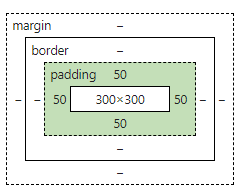 margin –
border –
padding 50
– – 50 300×300 50 – –
50
–
–